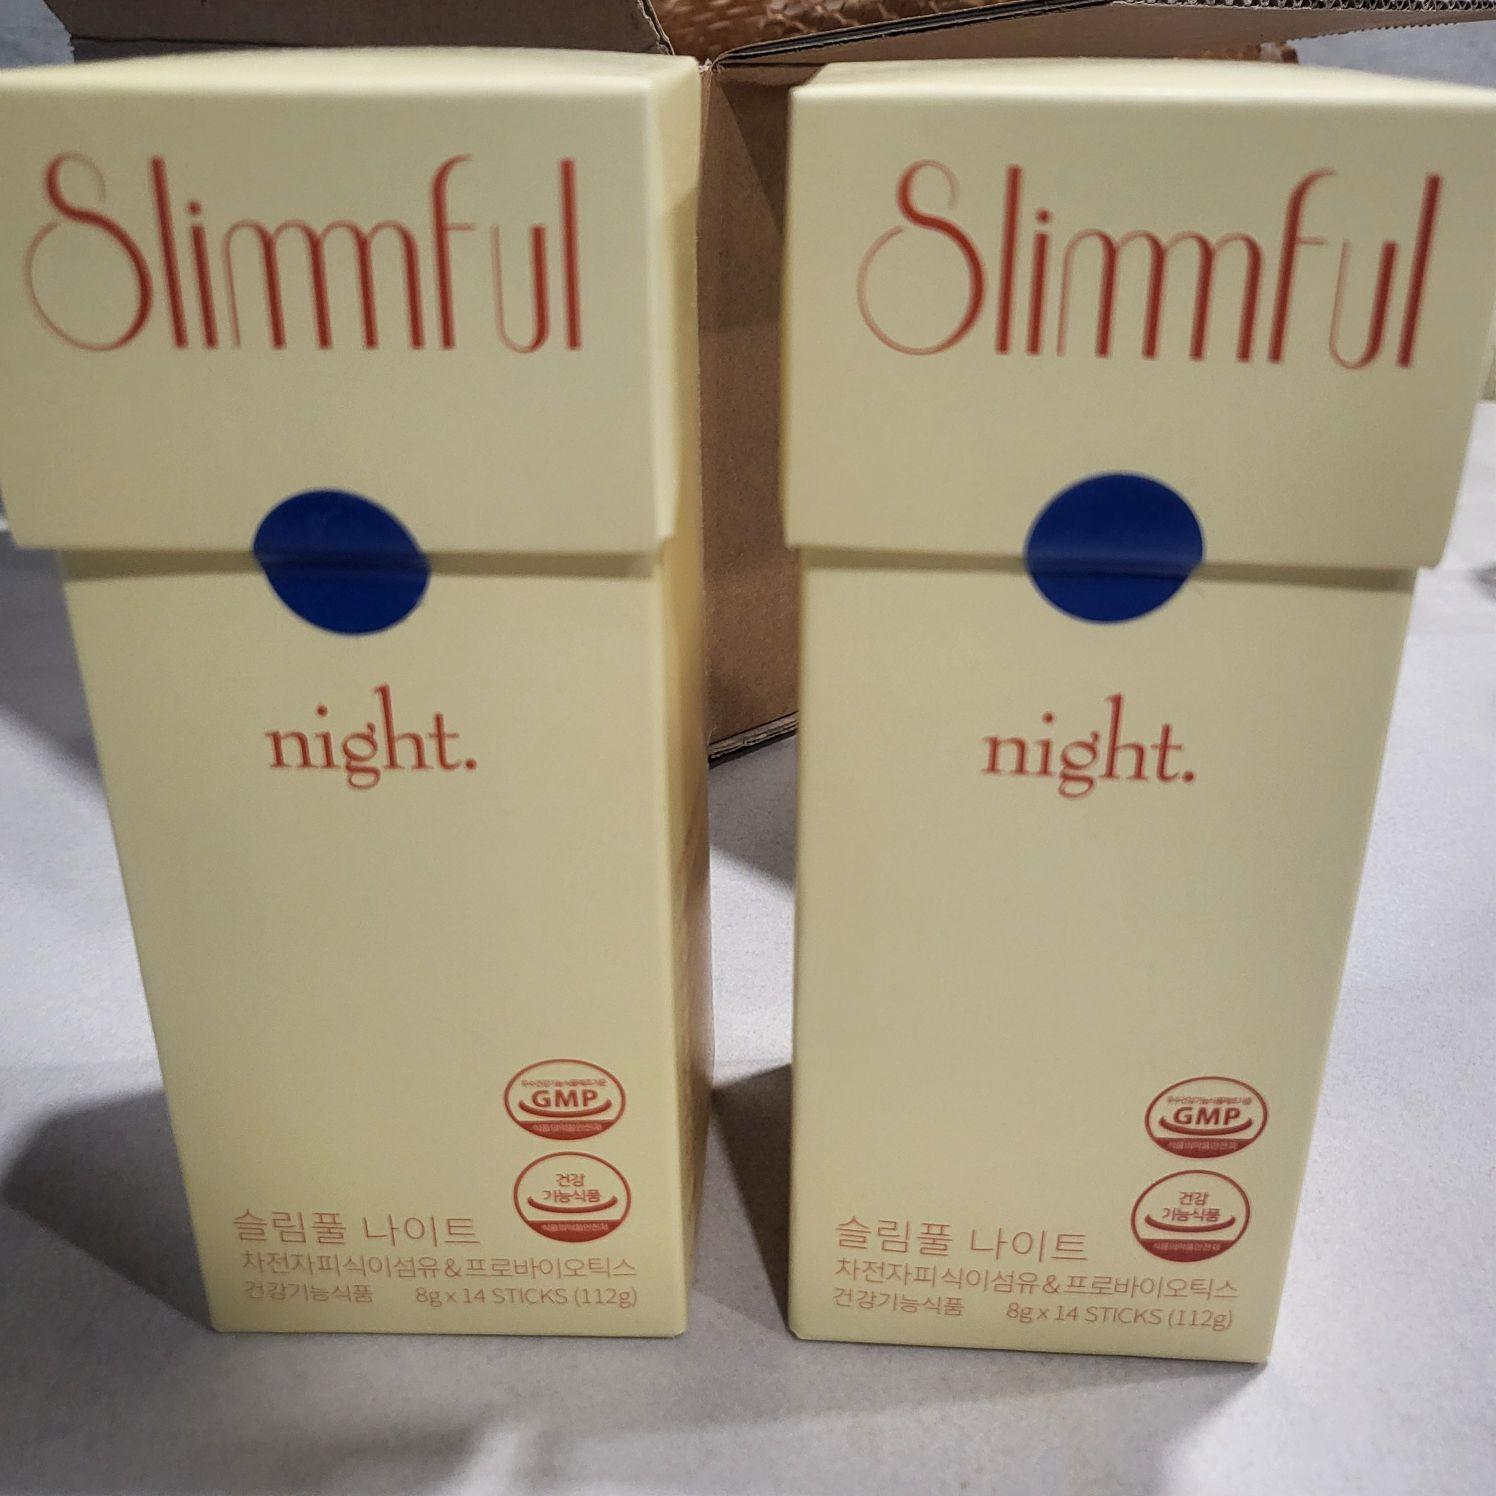 Slimmful
night.
GMP
건강
기능식품
슬림풀 나이트
차전자피식이섬유&프로바이오틱스
건강기능식품 8g x 14 STICKS (112g)
Slimmful
night.
GMP
건강
기능식품
슬림풀 나이트
차전자피식이섬유&프로바이오틱스
건강기능식품 8g x 14 STICKS (112g)